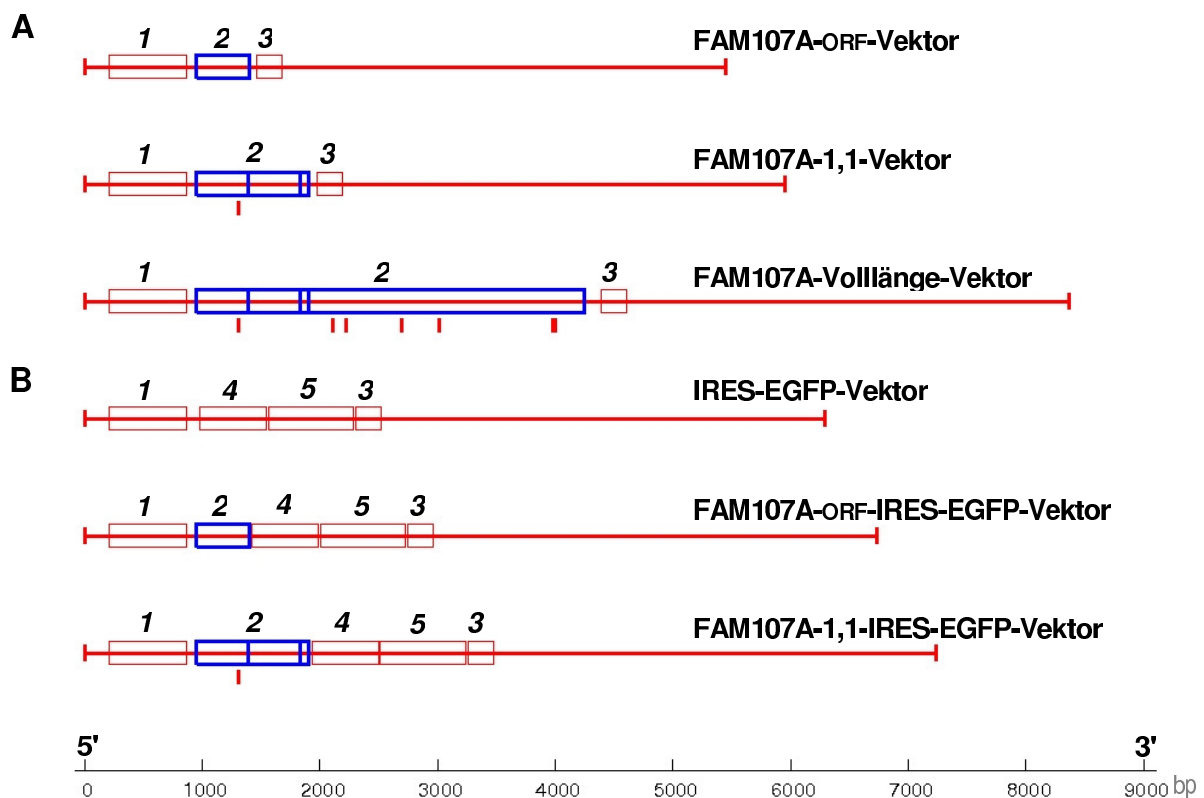 A
1 2 3 FAM107A-ORF-Vektor
1 2 3 FAM107A-1,1-Vektor
1 2 3 FAM107A-Volllänge-Vektor
B
1 4 5 3 IRES-EGFP-Vektor
1 2 4 5 3 FAM107A-ORF-IRES-EGFP-Vektor
1 2 4 5 3 FAM107A-1,1-IRES-EGFP-Vektor
5' 3'
0 1000 2000 3000 4000 5000 6000 7000 8000 9000 bp